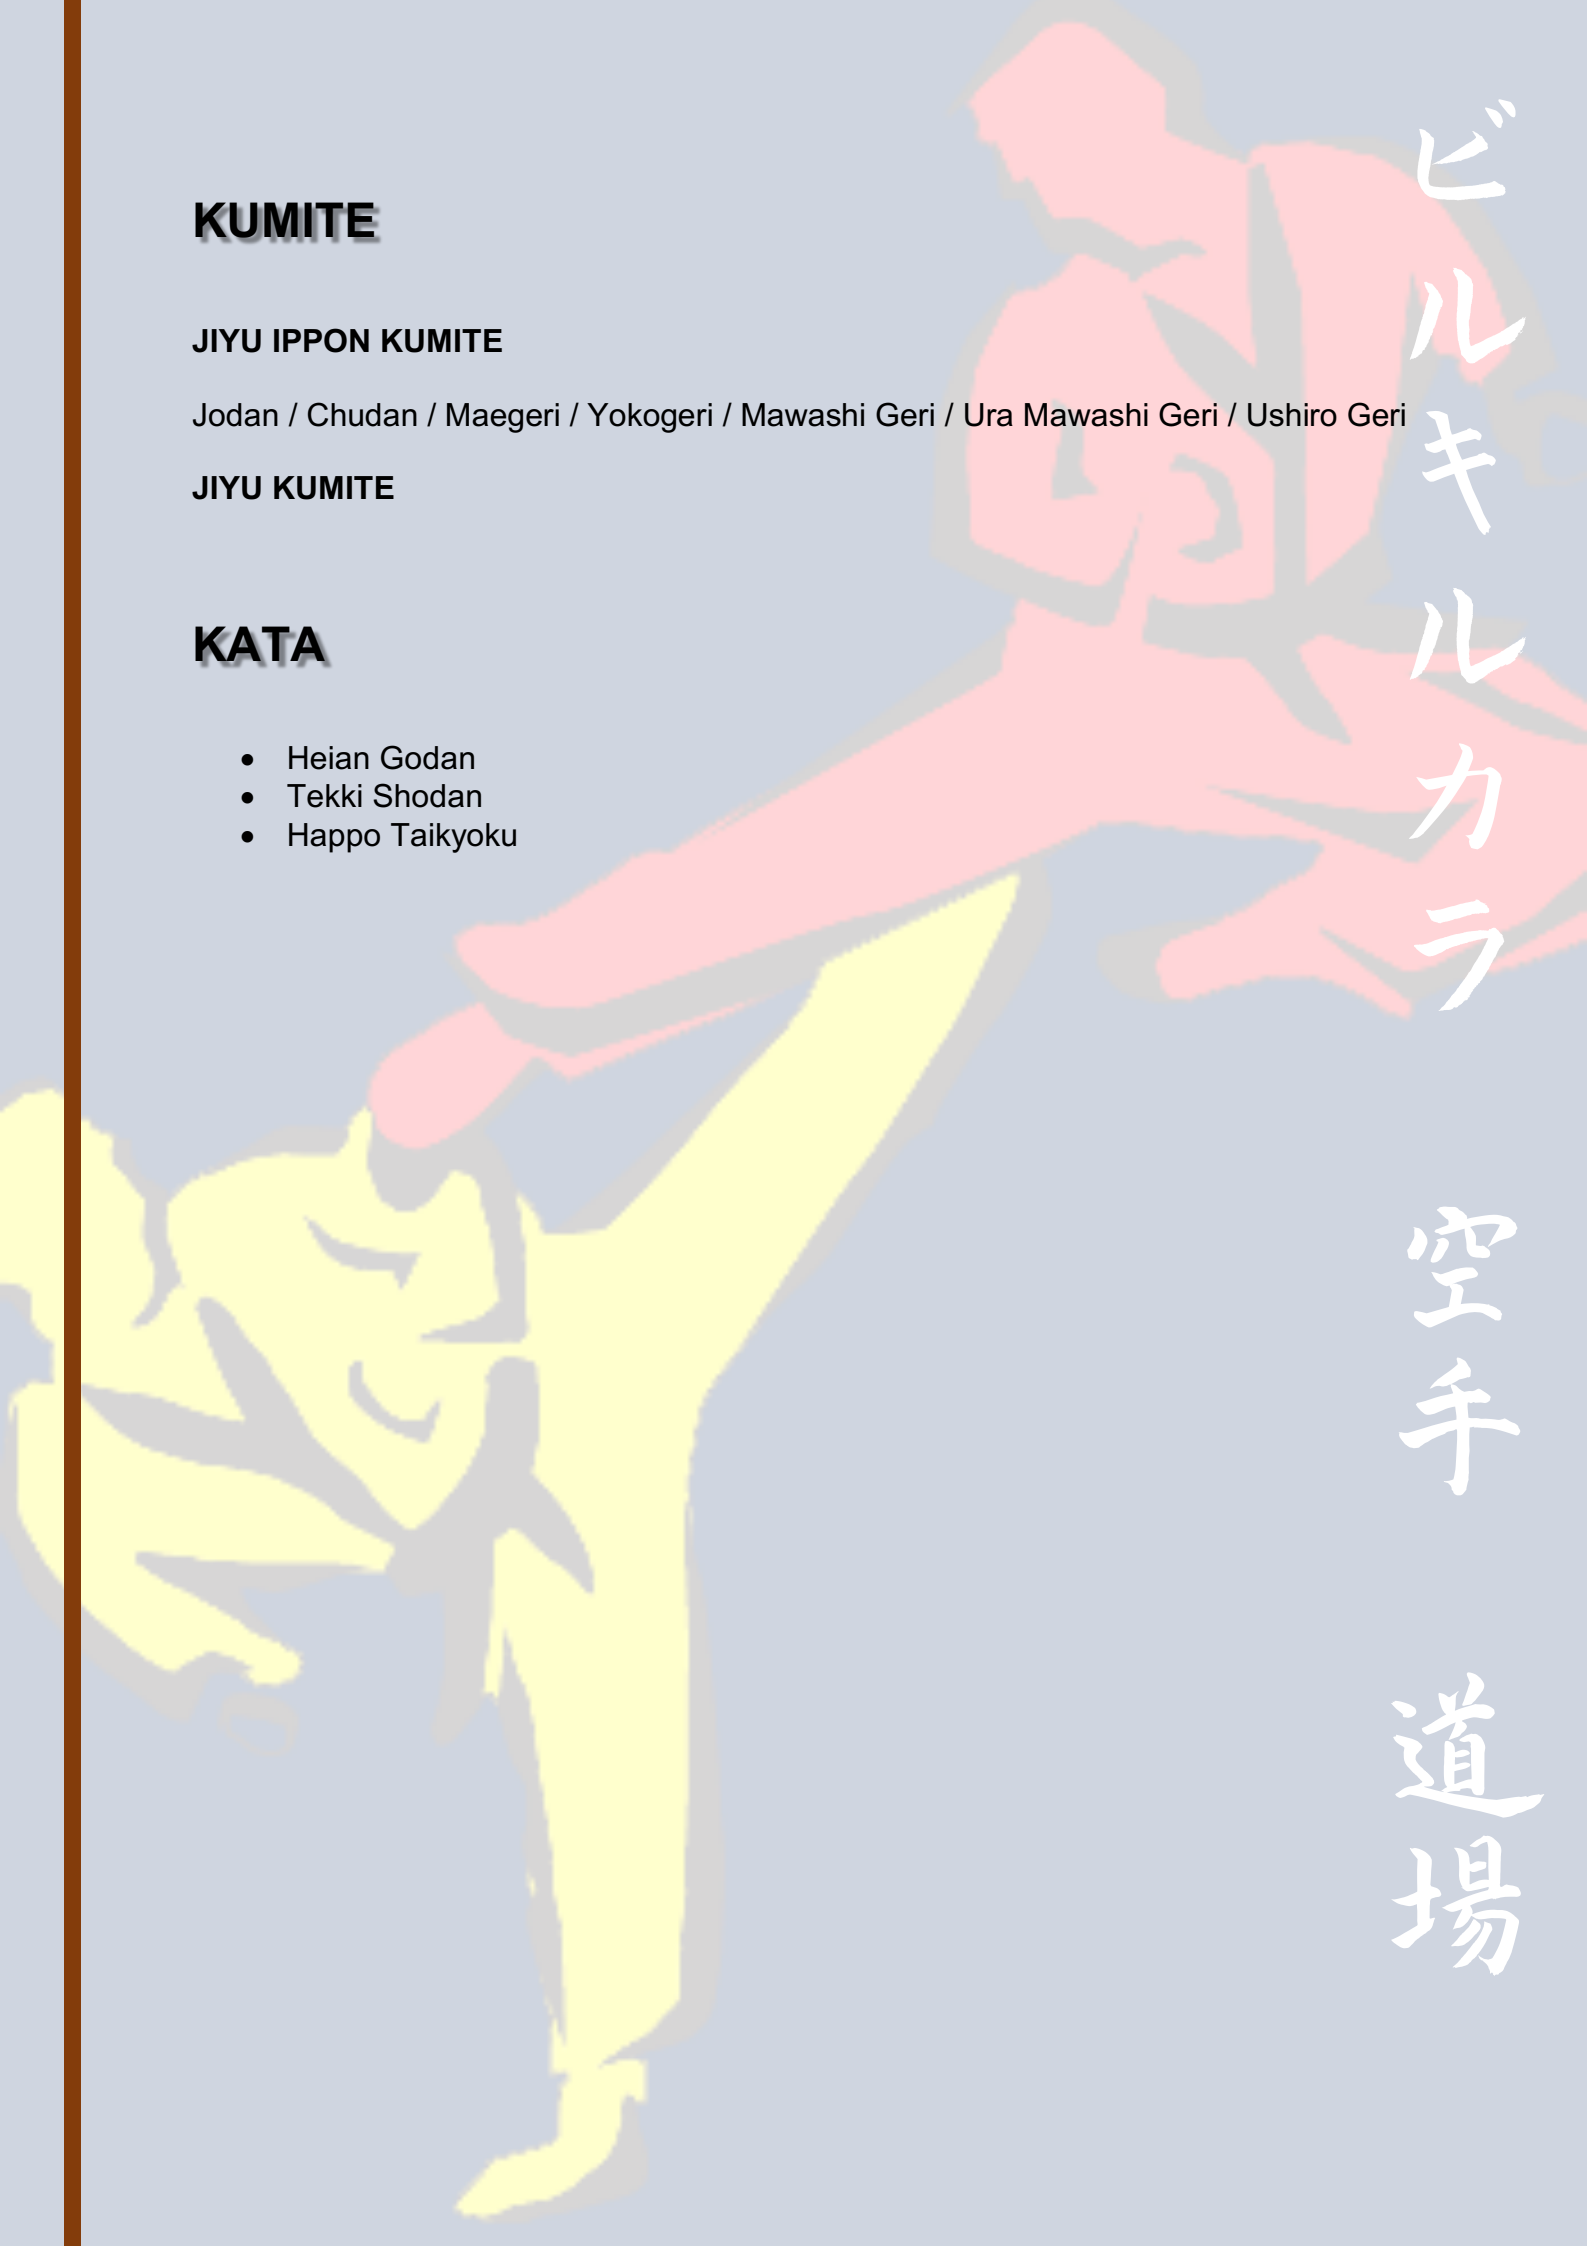 KUMITE
JIYU IPPON KUMITE
Jodan / Chudan / Maegeri / Yokogeri / Mawashi Geri / Ura Mawashi Geri / Ushiro Geri
JIYU KUMITE
KATA
• Heian Godan
• Tekki Shodan
• Happo Taikyoku
ビルキルカラ 空手 道場